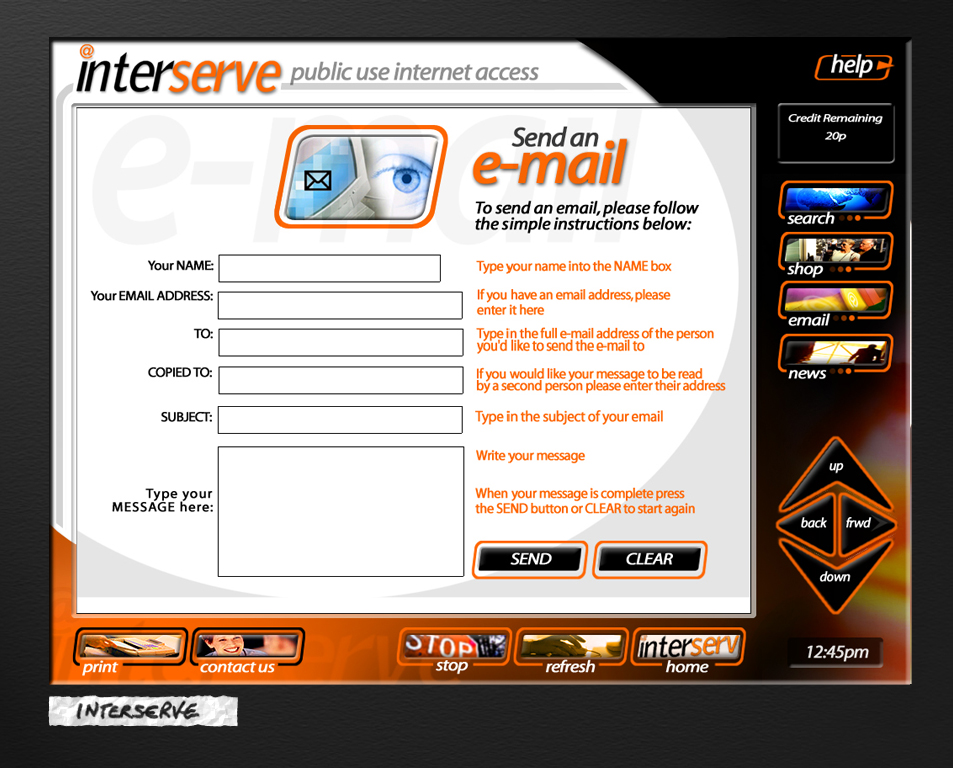 @
interserve public use internet access
help
e-mail
Send an
e-mail
To send an email, please follow
the simple instructions below:
Your NAME:
Type your name into the NAME box
Your EMAIL ADDRESS:
If you have an email address, please
enter it here
TO:
Type in the full e-mail address of the person
you'd like to send the e-mail to
COPIED TO:
If you would like your message to be read
by a second person please enter their address
SUBJECT:
Type in the subject of your email
Type your
MESSAGE here:
Write your message
When your message is complete press
the SEND button or CLEAR to start again
SEND
CLEAR
Credit Remaining
20p
search
shop
email
news
up
back
frwd
down
print
contact us
STOP
stop
refresh
interserv
home
12:45pm
INTERSERVE